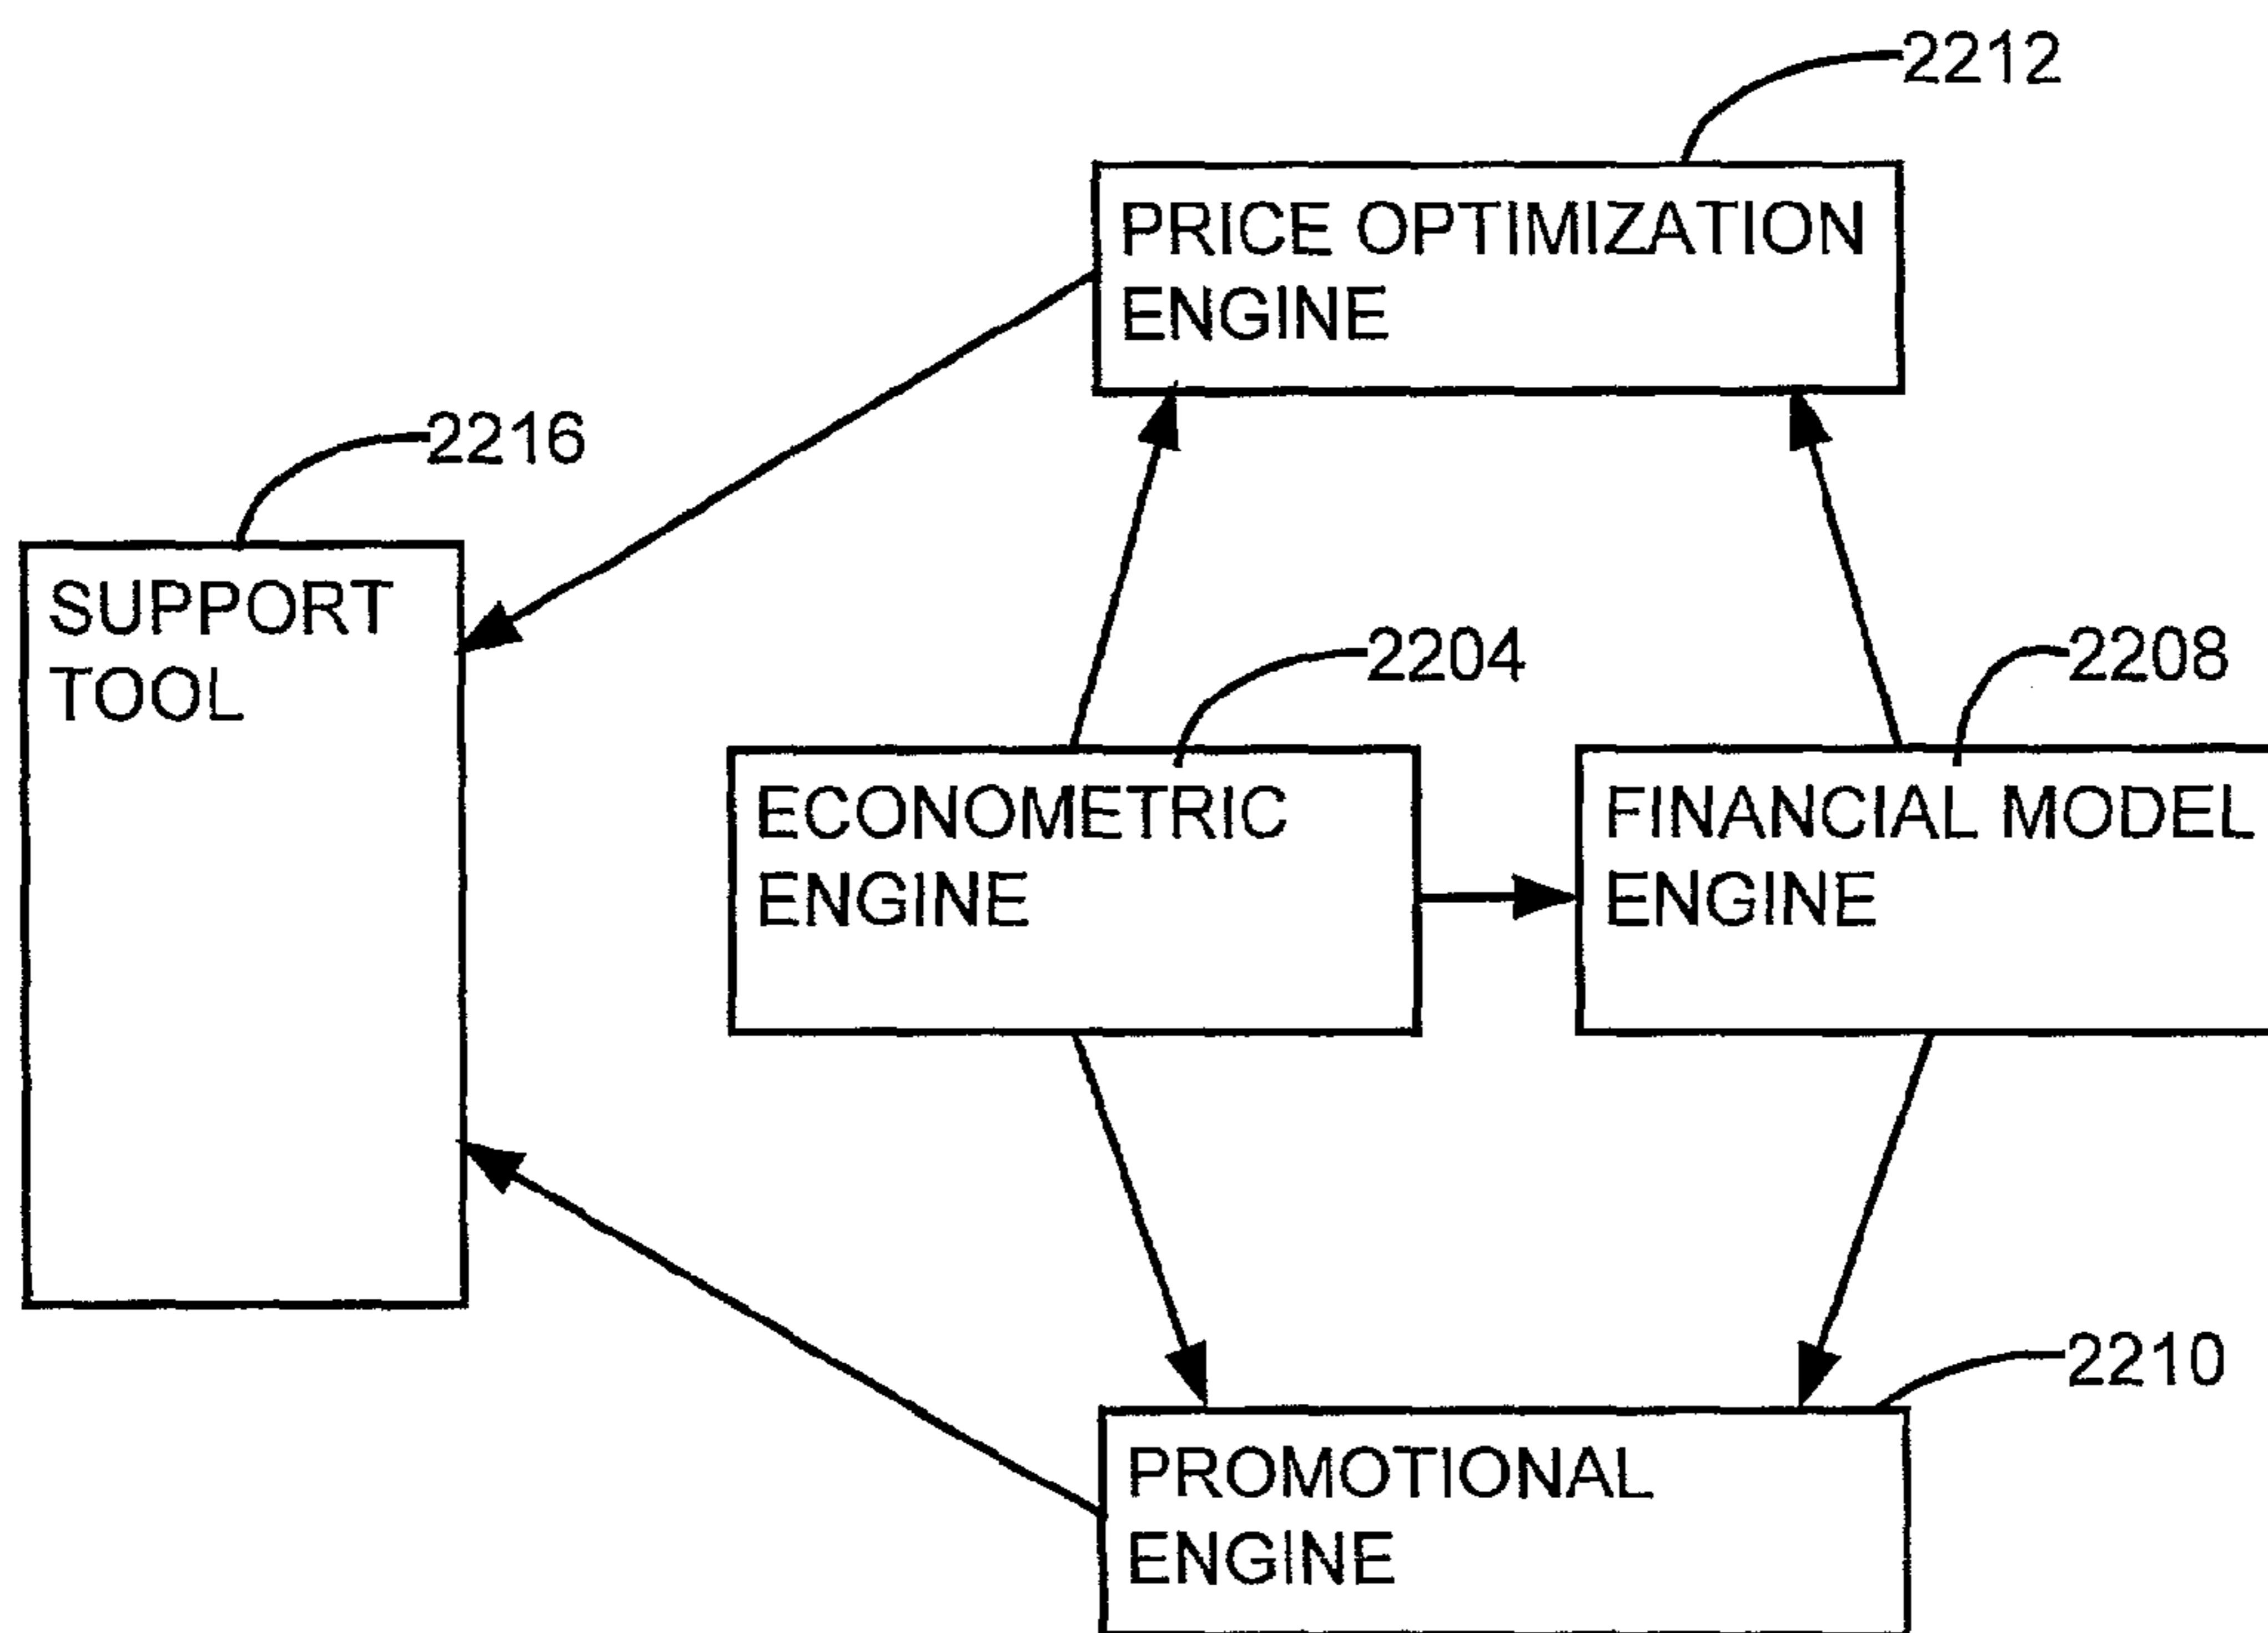 2212
PRICE OPTIMIZATION
ENGINE
2216
SUPPORT
TOOL
2204
2208
ECONOMETRIC
ENGINE
FINANCIAL MODEL
ENGINE
2210
PROMOTIONAL
ENGINE